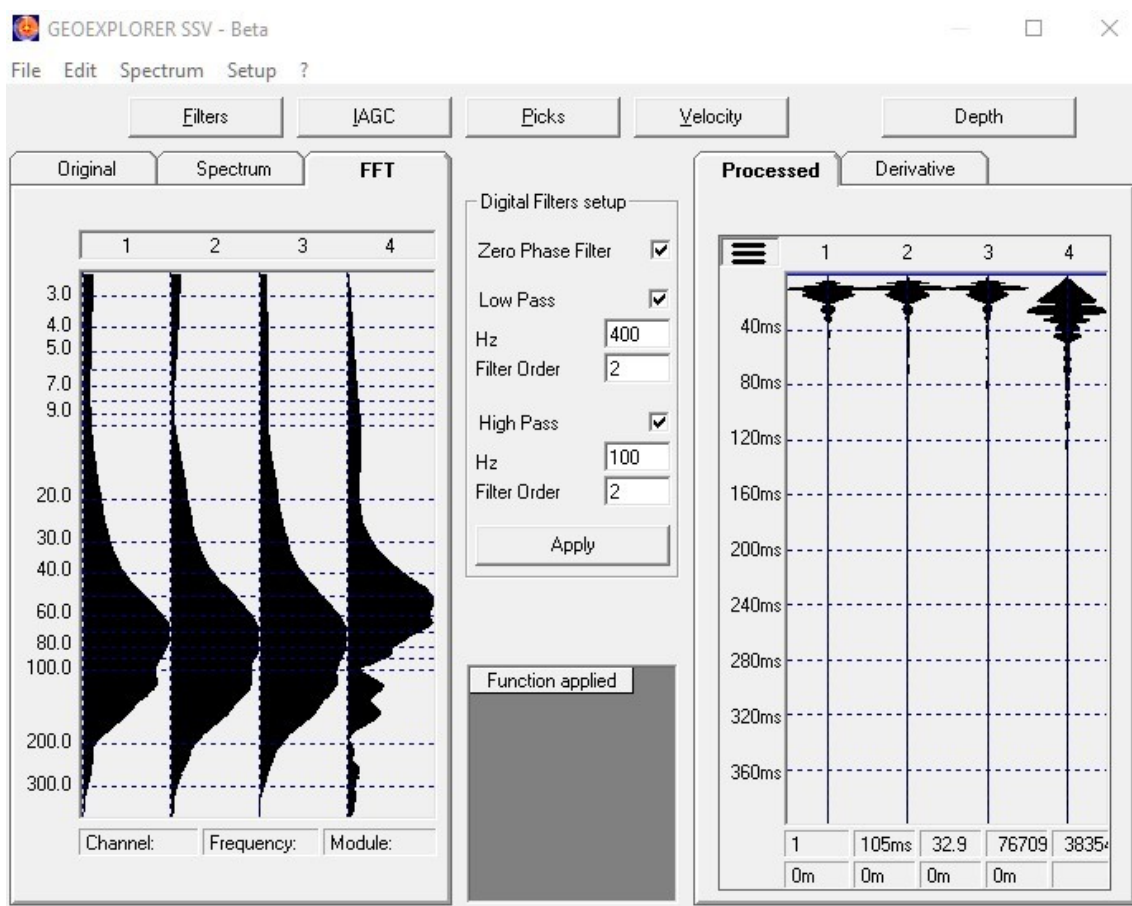 GEOEXPLORER SSV - Beta
File Edit Spectrum Setup ?
Filters IAGC Picks Velocity Depth
Original Spectrum FFT
Processed Derivative
1 2 3 4
3.0
4.0
5.0
7.0
9.0
20.0
30.0
40.0
60.0
80.0
100.0
200.0
300.0
Channel: Frequency: Module:
Digital Filters setup
Zero Phase Filter
Low Pass
Hz 400
Filter Order 2
High Pass
Hz 100
Filter Order 2
Apply
Function applied
1 2 3 4
40ms
80ms
120ms
160ms
200ms
240ms
280ms
320ms
360ms
1 105ms 32.9 76709 38354
0m 0m 0m 0m